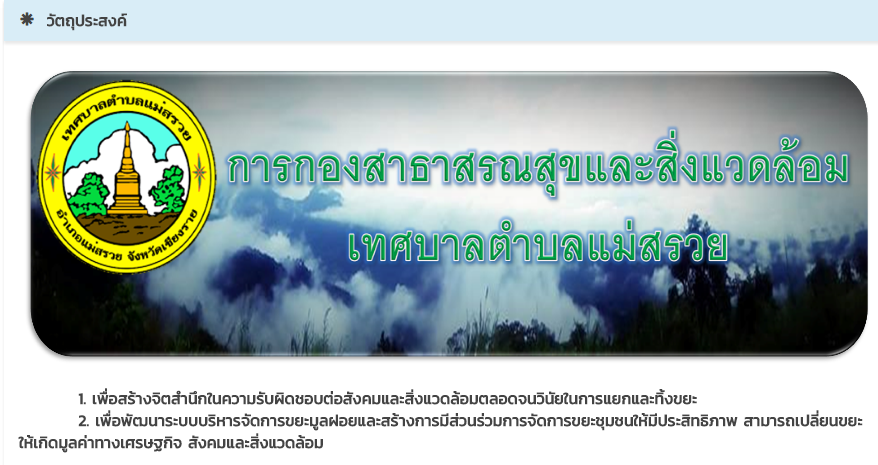 วัตถุประสงค์
เทศบาลตำบลแม่สรวย
อำเภอแม่สรวย จังหวัดเชียงราย
การกองสาธาสรณสุขและสิ่งแวดล้อม
เทศบาลตำบลแม่สรวย
1. เพื่อสร้างจิตสำนึกในความรับผิดชอบต่อสังคมและสิ่งแวดล้อมตลอดจนวินัยในการแยกและทิ้งขยะ
2. เพื่อพัฒนาระบบบริหารจัดการขยะมูลฝอยและสร้างการมีส่วนร่วมการจัดการขยะชุมชนให้มีประสิทธิภาพ สามารถเปลี่ยนขยะ
ให้เกิดมูลค่าทางเศรษฐกิจ สังคมและสิ่งแวดล้อม